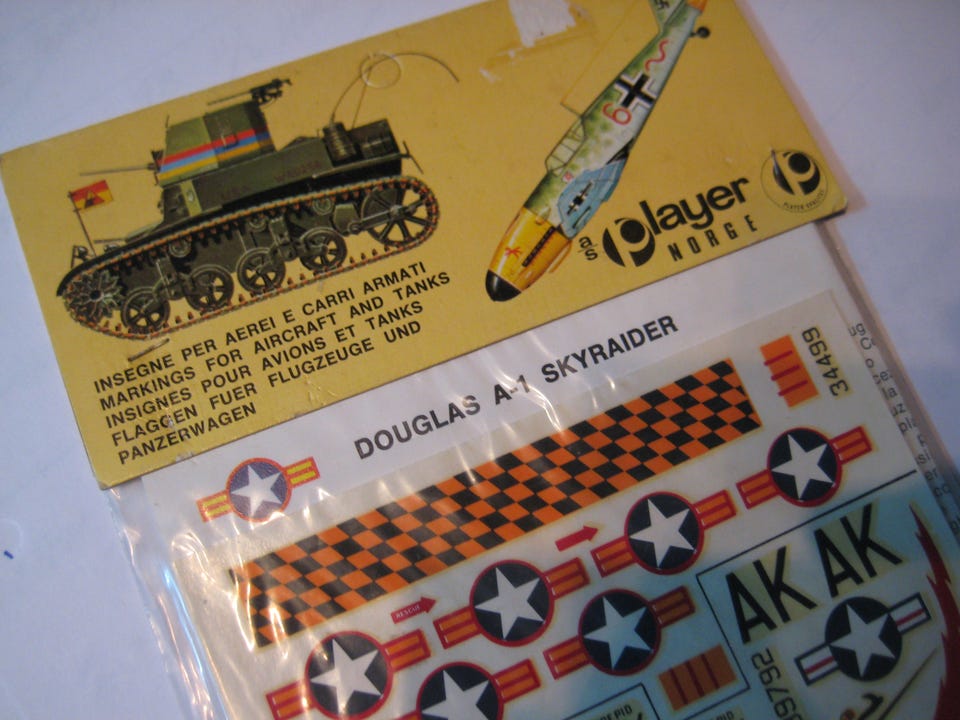 a/s player
NORGE
INSEGNE PER AEREI E CARRI ARMATI
MARKINGS FOR AIRCRAFT AND TANKS
INSIGNES POUR AVIONS ET TANKS
FLAGGEN FUER FLUGZEUGE UND
PANZERWAGEN
DOUGLAS A-1 SKYRAIDER
34499
RESCUE
AK AK